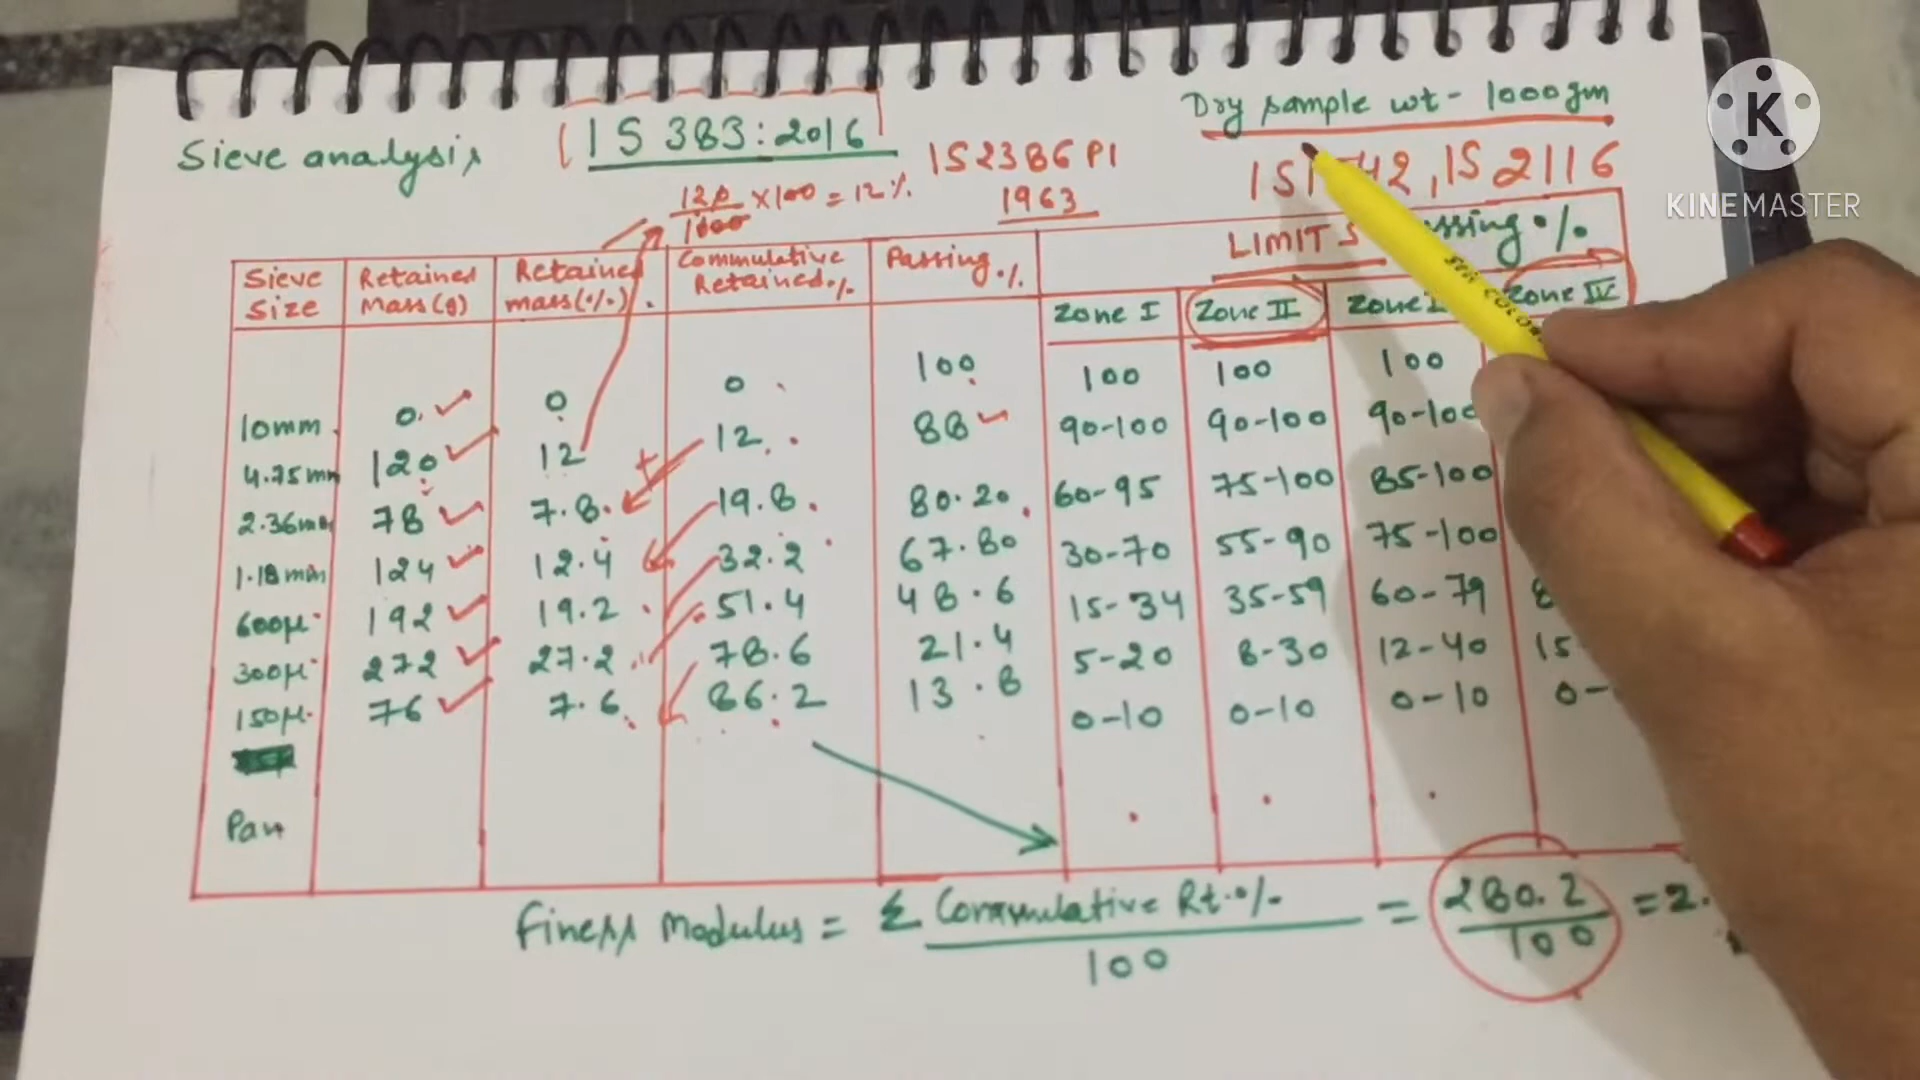 Dry sample wt - 1000gm
Sieve analysis IS 383:2016 IS 2386 P1
1963
IS 2116
120/1000 x100 = 12%
LIMITS %
Sieve Size Retained Mass(g) Retained mass(%). Commulative Retained% Passing.% Zone I Zone II Zone IV
10mm 0 0 0 100 100 100 100
4.75mm 120 12 12 88 90-100 90-100 90-100
2.36mm 78 7.8 19.8 80.20 60-95 75-100 85-100
1.18mm 124 12.4 32.2 67.80 30-70 55-90 75-100
600μ 192 19.2 51.4 48.6 15-34 35-59 60-79
300μ 272 27.2 78.6 21.4 5-20 8-30 12-40
150μ 76 7.6 86.2 13.8 0-10 0-10 0-10
Pan
Finess Modulus = Σ Commulative Rt.% / 100 = 280.2 / 100 = 2.
K
KINEMASTER